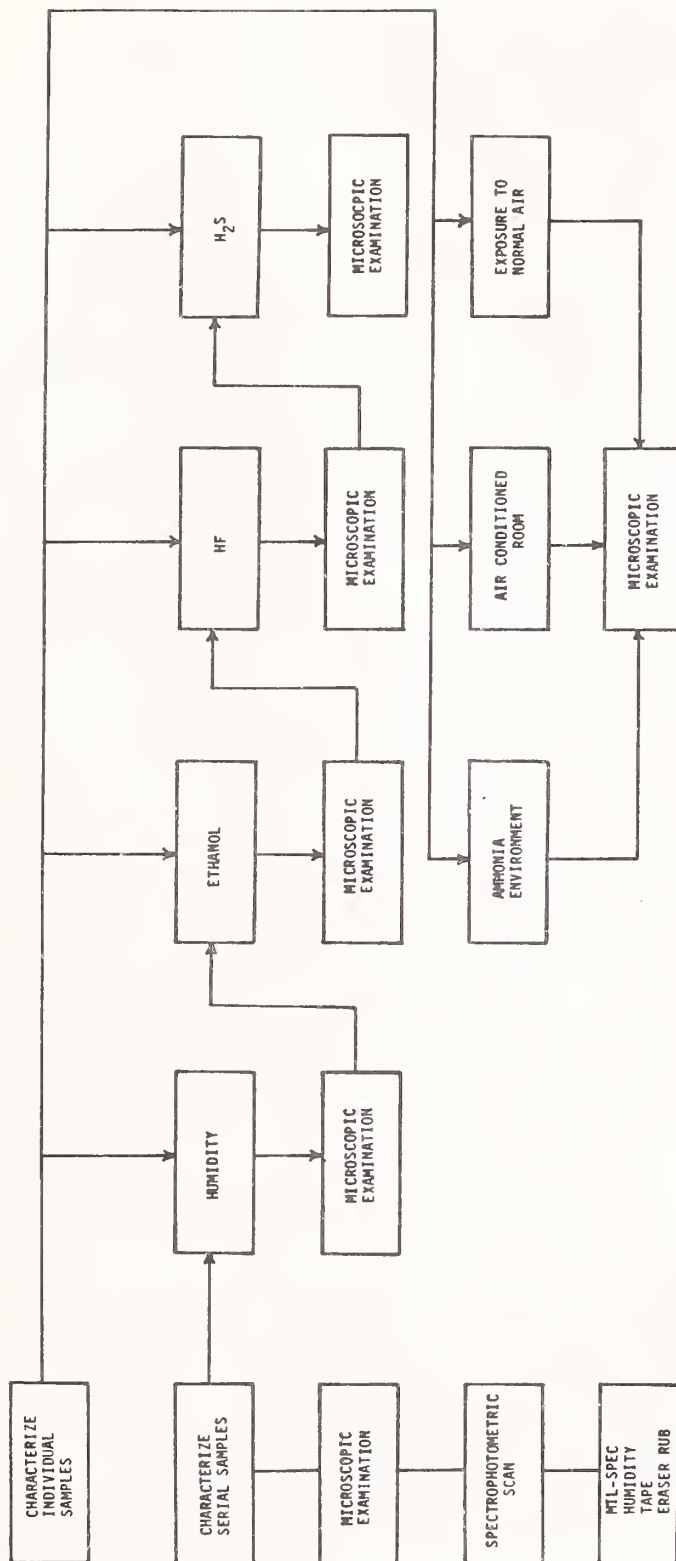 CHARACTERIZE
INDIVIDUAL
SAMPLES
CHARACTERIZE
SERIAL SAMPLES
MICROSCOPIC
EXAMINATION
SPECTROPHOTOMETRIC
SCAN
MIL-SPEC
HUMIDITY
TAPE
ERASER RUB
HUMIDITY
MICROSCOPIC
EXAMINATION
ETHANOL
MICROSCOPIC
EXAMINATION
HF
MICROSCOPIC
EXAMINATION
H₂S
MICROSOCPIC
EXAMINATION
AMMONIA
ENVIRONMENT
AIR CONDITIONED
ROOM
EXPOSURE TO
NORMAL AIR
MICROSCOPIC
EXAMINATION